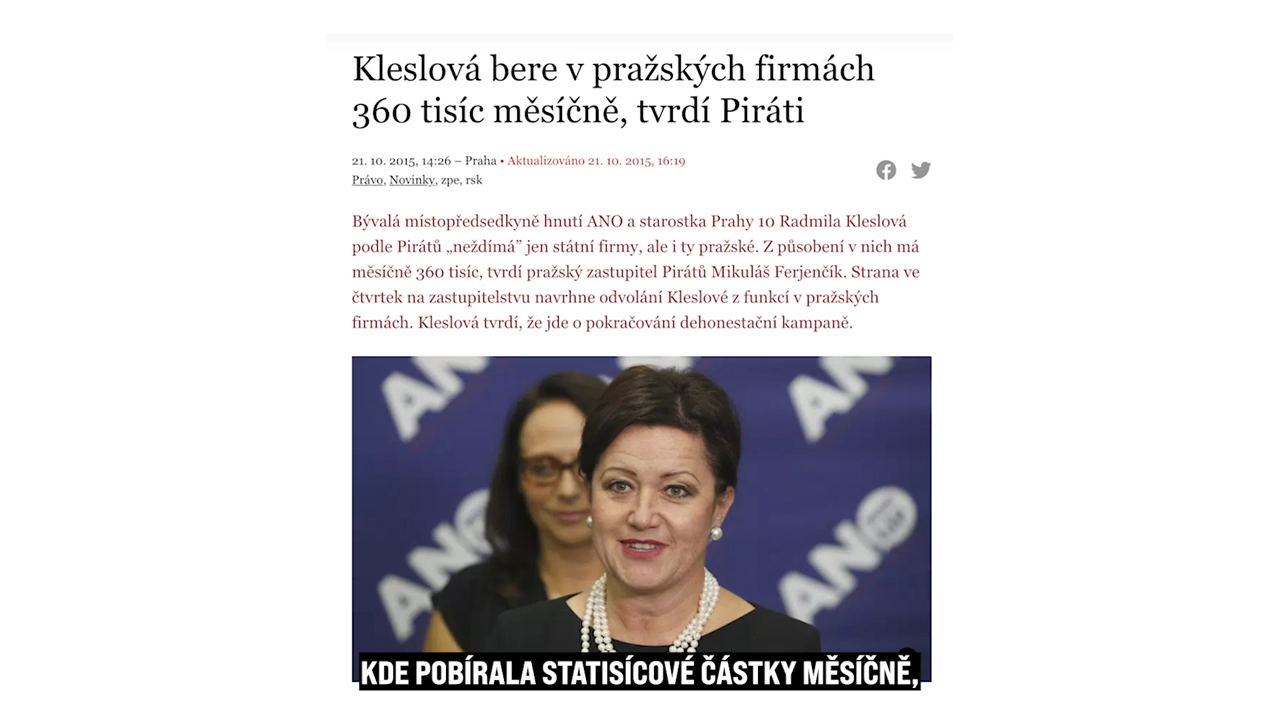 Kleslová bere v pražských firmách
360 tisíc měsíčně, tvrdí Piráti
21. 10. 2015, 14:26 – Praha • Aktualizováno 21. 10. 2015, 16:19
Právo, Novinky, zpe, rsk
Bývalá místopředsedkyně hnutí ANO a starostka Prahy 10 Radmila Kleslová
podle Pirátů „neždímá” jen státní firmy, ale i ty pražské. Z působení v nich má
měsíčně 360 tisíc, tvrdí pražský zastupitel Pirátů Mikuláš Ferjenčík. Strana ve
čtvrtek na zastupitelstvu navrhne odvolání Kleslové z funkcí v pražských
firmách. Kleslová tvrdí, že jde o pokračování dehonestační kampaně.
ANO
ANO
ANO
ANO
KDE POBÍRALA STATISÍCOVÉ ČÁSTKY MĚSÍČNĚ,